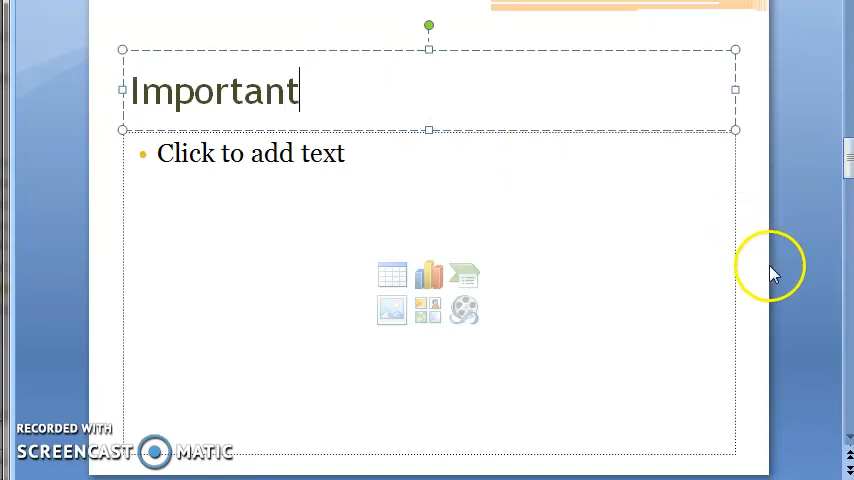 Important
Click to add text
RECORDED WITH
SCREENCAST MATIC